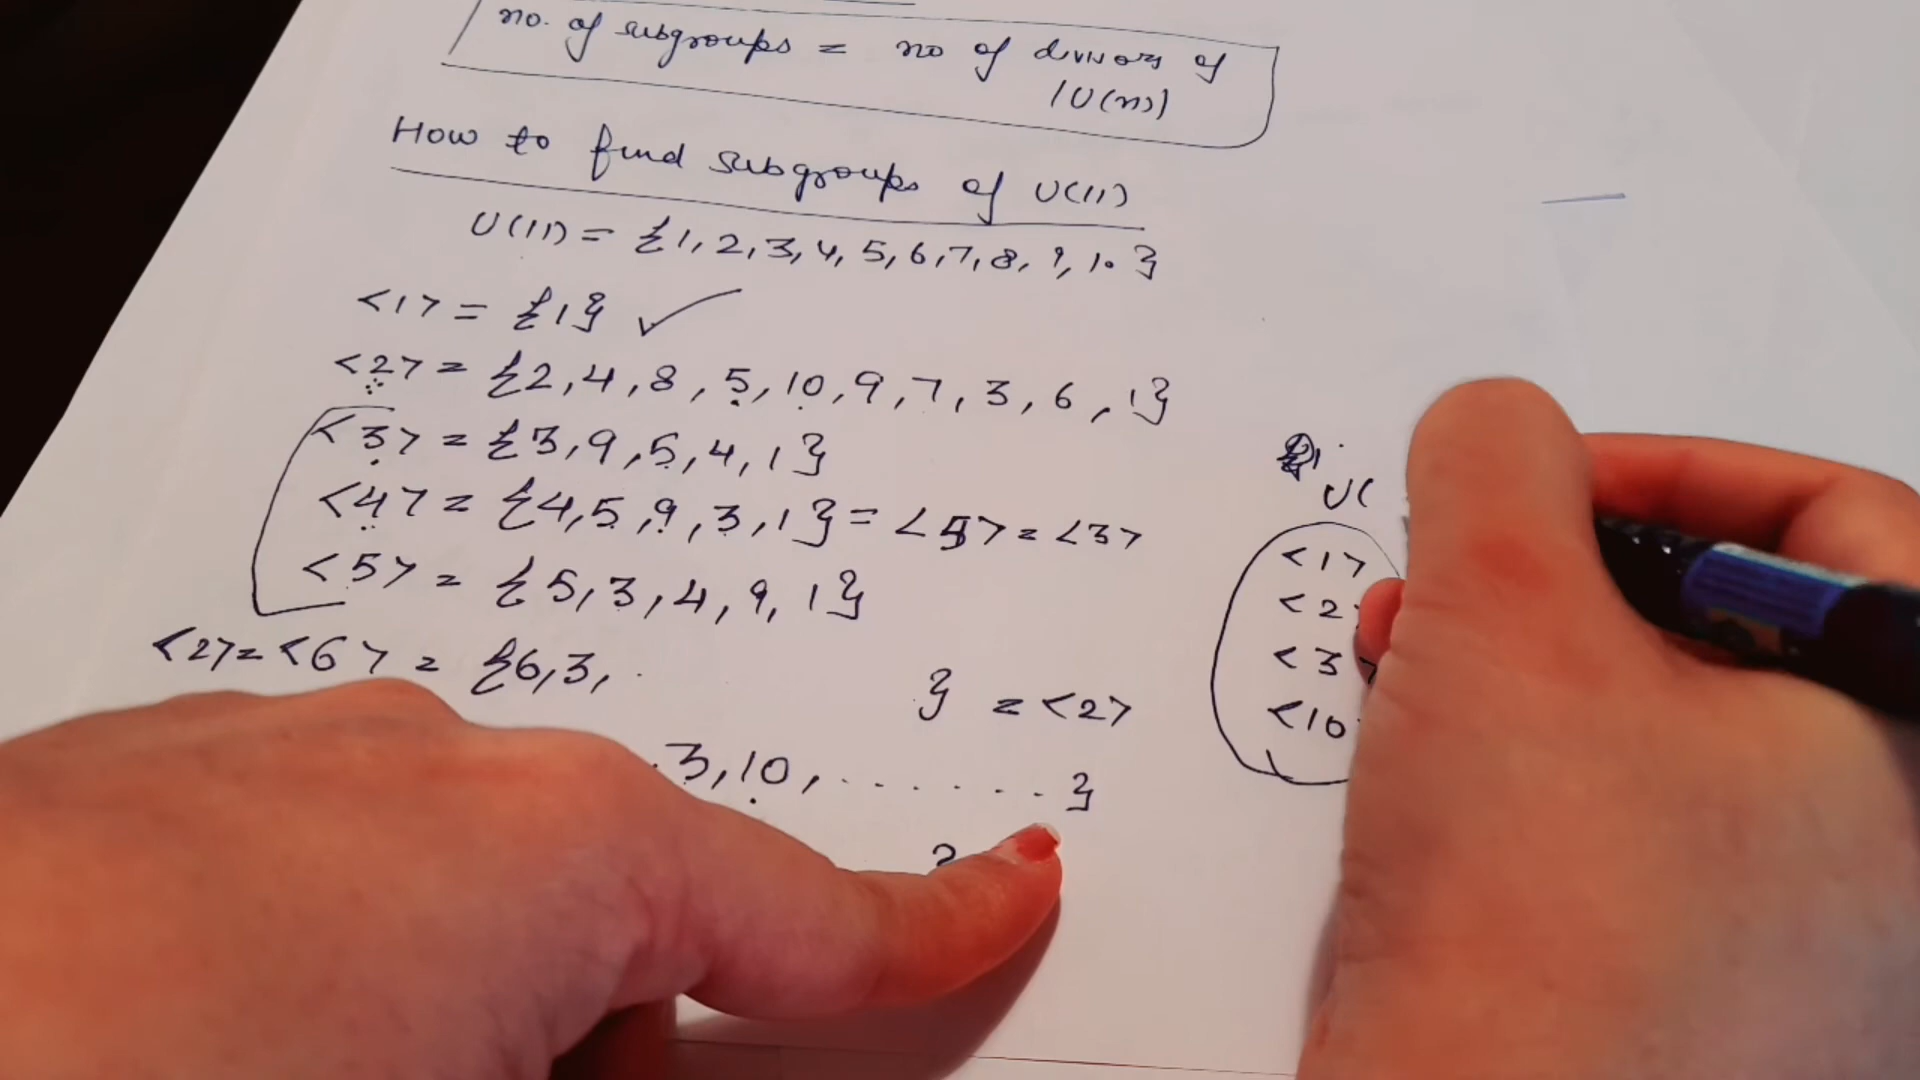 no. of subgroups = no of divisors of
|U(n)|
How to find subgroups of U(11)
U(11) = {1, 2, 3, 4, 5, 6, 7, 8, 9, 10}
<1> = {1} ✓
<2> = {2, 4, 8, 5, 10, 9, 7, 3, 6, 1}
<3> = {3, 9, 5, 4, 1}
<4> = {4, 5, 9, 3, 1} = <5> = <3>
<5> = {5, 3, 4, 9, 1}
<2> = <6> = {6, 3, . } = <2>
3, 10, ....... }
U(
<1>
<2>
<3>
<10